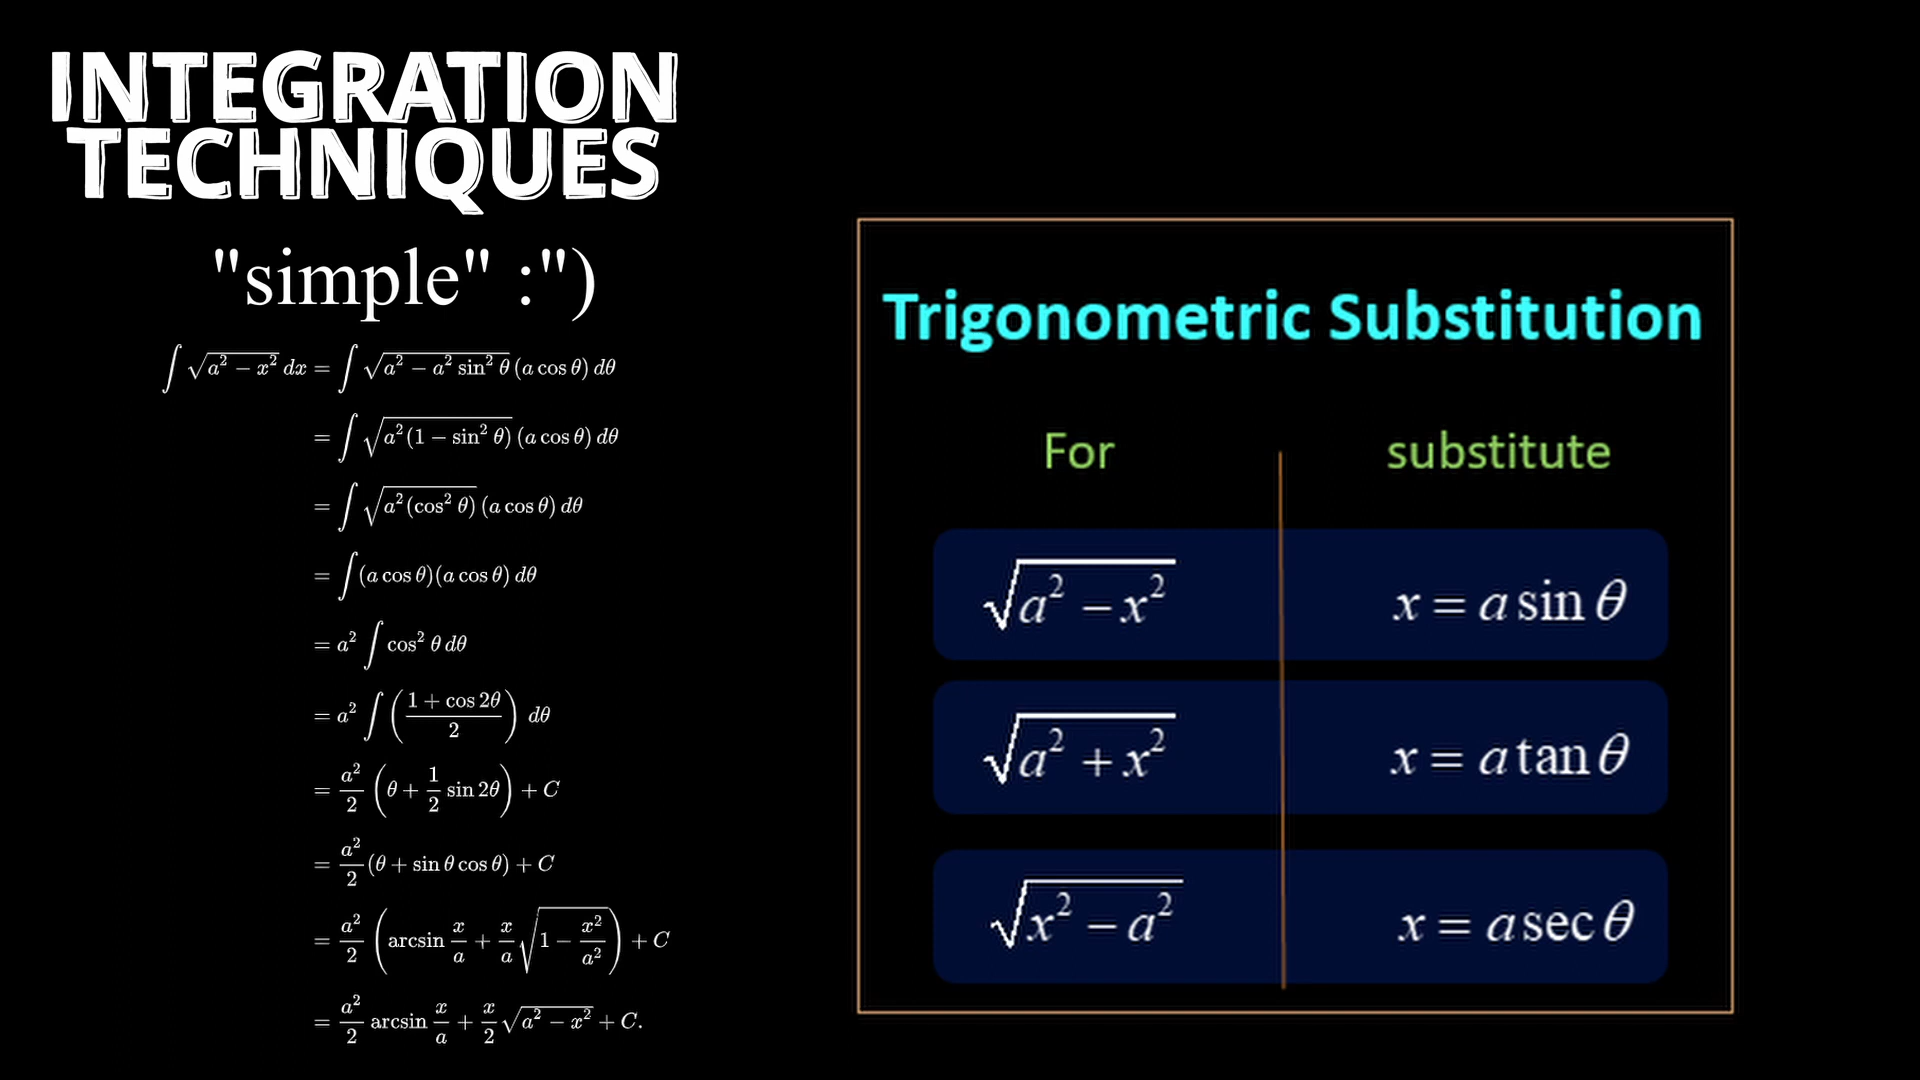 INTEGRATION
TECHNIQUES
"simple" :")
∫ √(a² − x²) dx = ∫ √(a² − a² sin² θ) (a cos θ) dθ
= ∫ √(a² (1 − sin² θ)) (a cos θ) dθ
= ∫ √(a² (cos² θ)) (a cos θ) dθ
= ∫ (a cos θ)(a cos θ) dθ
= a² ∫ cos² θ dθ
= a² ∫ ((1 + cos 2θ)/2) dθ
= a²/2 (θ + 1/2 sin 2θ) + C
= a²/2 (θ + sin θ cos θ) + C
= a²/2 (arcsin x/a + x/a √(1 − x²/a²)) + C
= a²/2 arcsin x/a + x/2 √(a² − x²) + C.
Trigonometric Substitution
For substitute
√(a² − x²) x = a sin θ
√(a² + x²) x = a tan θ
√(x² − a²) x = a sec θ